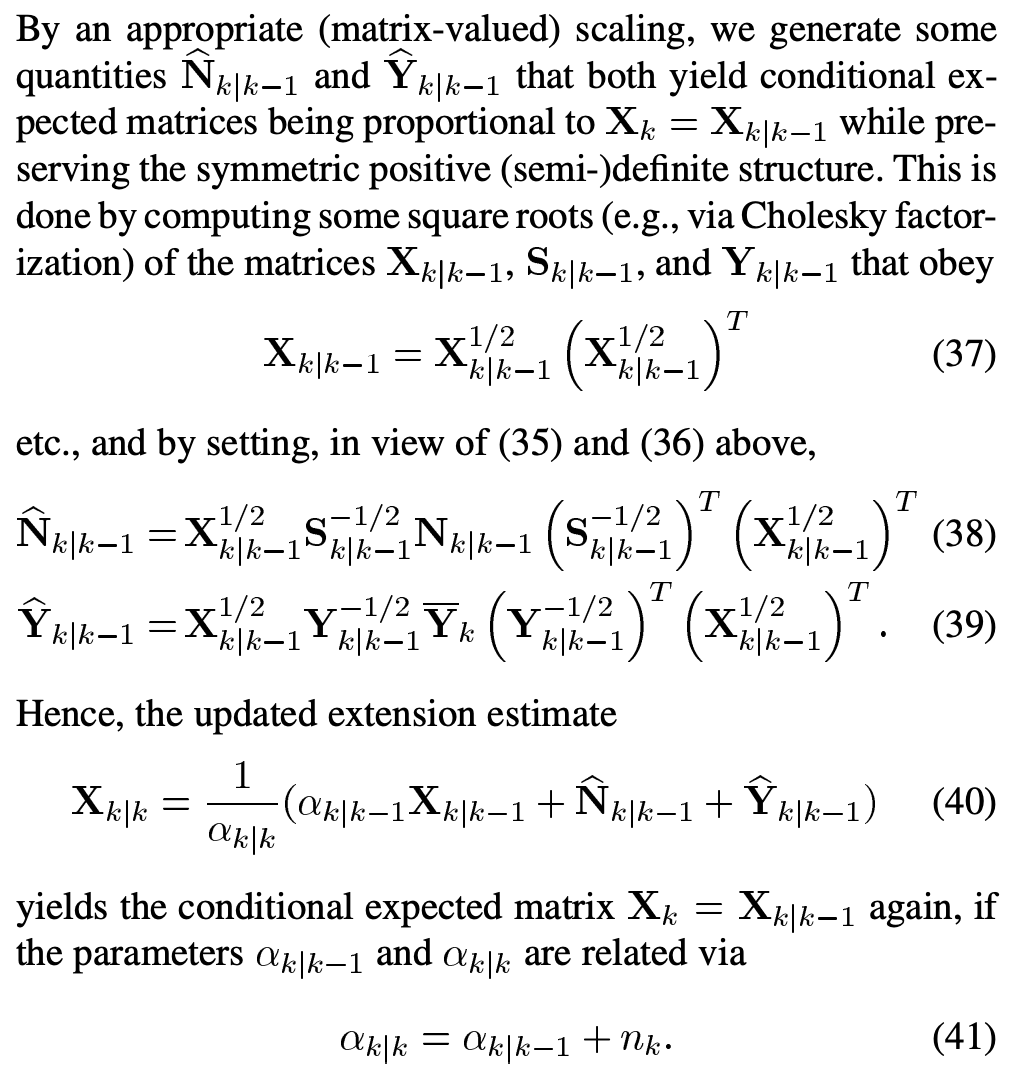 By an appropriate (matrix-valued) scaling, we generate some
quantities $\widehat{\mathbf{N}}_{k|k-1}$ and $\widehat{\mathbf{Y}}_{k|k-1}$ that both yield conditional ex-
pected matrices being proportional to $\mathbf{X}_k = \mathbf{X}_{k|k-1}$ while pre-
serving the symmetric positive (semi-)definite structure. This is
done by computing some square roots (e.g., via Cholesky factor-
ization) of the matrices $\mathbf{X}_{k|k-1}$, $\mathbf{S}_{k|k-1}$, and $\mathbf{Y}_{k|k-1}$ that obey
$\mathbf{X}_{k|k-1} = \mathbf{X}_{k|k-1}^{1/2} \left( \mathbf{X}_{k|k-1}^{1/2} \right)^T$ (37)
etc., and by setting, in view of (35) and (36) above,
$\widehat{\mathbf{N}}_{k|k-1} = \mathbf{X}_{k|k-1}^{1/2} \mathbf{S}_{k|k-1}^{-1/2} \mathbf{N}_{k|k-1} \left( \mathbf{S}_{k|k-1}^{-1/2} \right)^T \left( \mathbf{X}_{k|k-1}^{1/2} \right)^T$ (38)
$\widehat{\mathbf{Y}}_{k|k-1} = \mathbf{X}_{k|k-1}^{1/2} \mathbf{Y}_{k|k-1}^{-1/2} \overline{\mathbf{Y}}_k \left( \mathbf{Y}_{k|k-1}^{-1/2} \right)^T \left( \mathbf{X}_{k|k-1}^{1/2} \right)^T .$ (39)
Hence, the updated extension estimate
$\mathbf{X}_{k|k} = \frac{1}{\alpha_{k|k}} (\alpha_{k|k-1} \mathbf{X}_{k|k-1} + \widehat{\mathbf{N}}_{k|k-1} + \widehat{\mathbf{Y}}_{k|k-1})$ (40)
yields the conditional expected matrix $\mathbf{X}_k = \mathbf{X}_{k|k-1}$ again, if
the parameters $\alpha_{k|k-1}$ and $\alpha_{k|k}$ are related via
$\alpha_{k|k} = \alpha_{k|k-1} + n_k.$ (41)